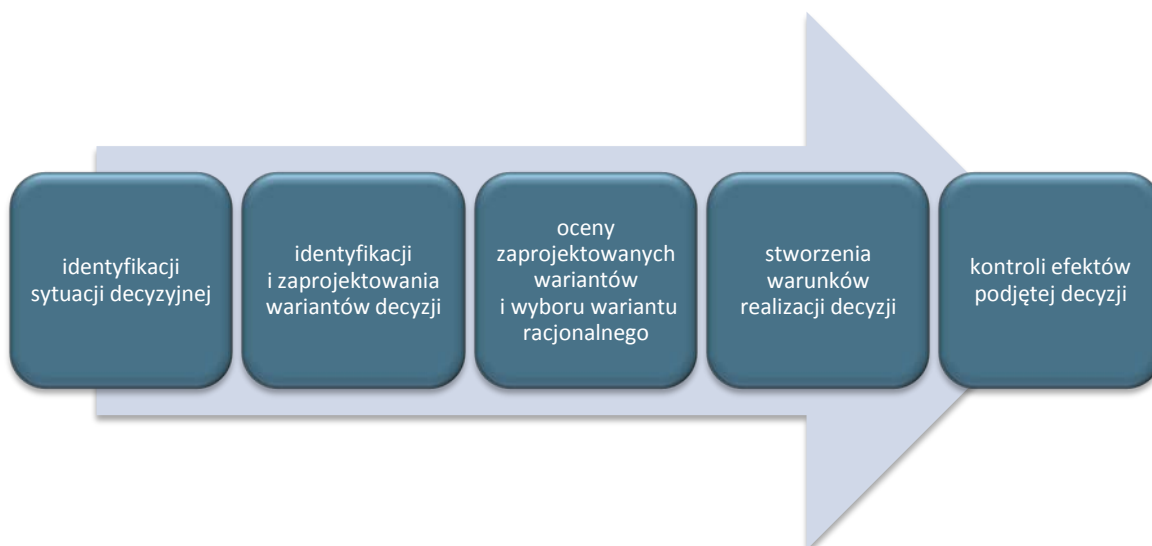 identyfikacji
sytuacji decyzyjnej
identyfikacji
i zaprojektowania
wariantów decyzji
oceny
zaprojektowanych
wariantów
i wyboru wariantu
racjonalnego
stworzenia
warunków
realizacji decyzji
kontroli efektów
podjętej decyzji